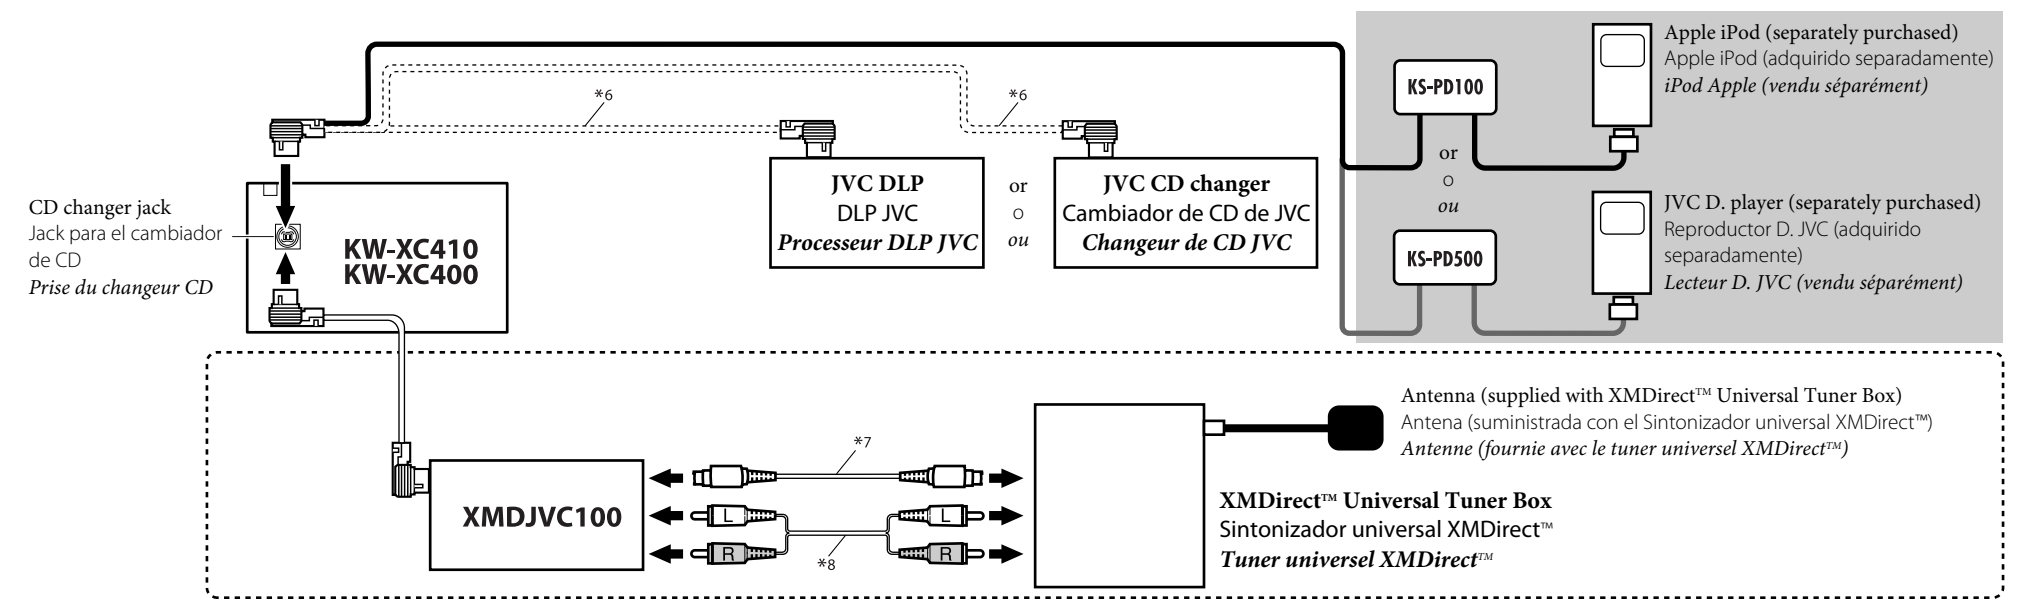 Apple iPod (separately purchased)
Apple iPod (adquirido separadamente)
iPod Apple (vendu séparément)
KS-PD100
*6
*6
or
o
ou
JVC DLP
DLP JVC
Processeur DLP JVC
or
o
ou
JVC CD changer
Cambiador de CD de JVC
Changeur de CD JVC
CD changer jack
Jack para el cambiador
de CD
Prise du changeur CD
KW-XC410
KW-XC400
KS-PD500
JVC D. player (separately purchased)
Reproductor D. JVC (adquirido
separadamente)
Lecteur D. JVC (vendu séparément)
Antenna (supplied with XMDirect™ Universal Tuner Box)
Antena (suministrada con el Sintonizador universal XMDirect™)
Antenne (fournie avec le tuner universel XMDirect™)
*7
XMDJVC100
L
L
R
R
*8
XMDirect™ Universal Tuner Box
Sintonizador universal XMDirect™
Tuner universel XMDirect™